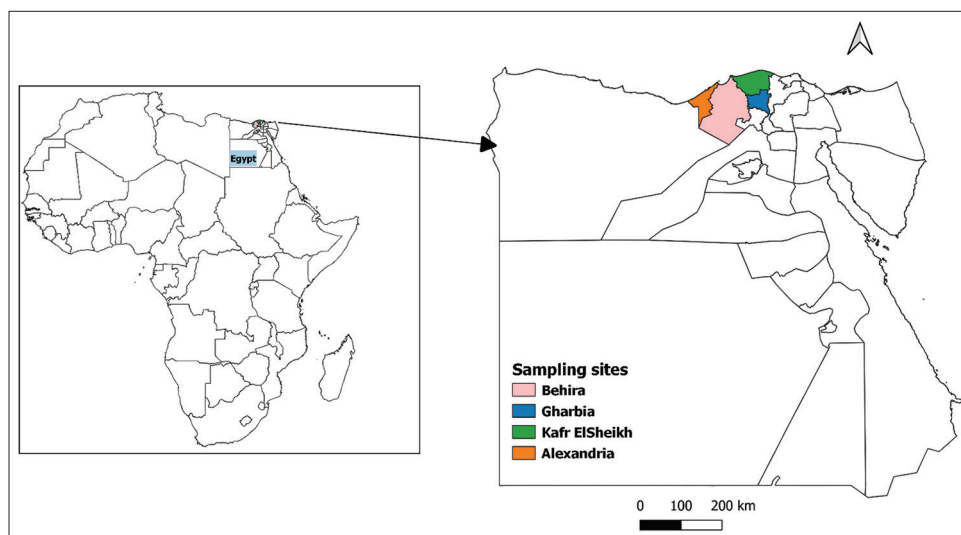 Egypt
Sampling sites
Behira
Gharbia
Kafr ElSheikh
Alexandria
0 100 200 km